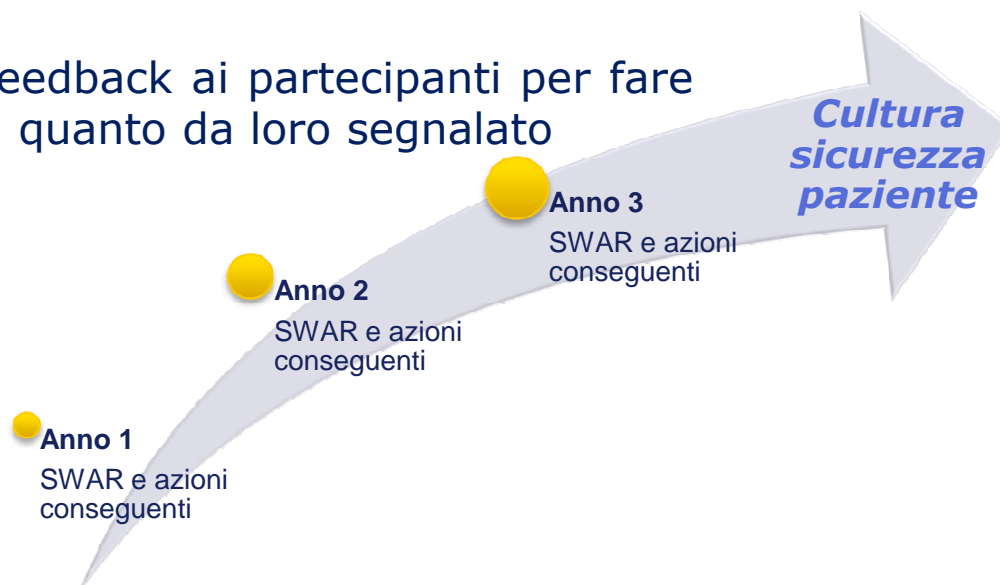 eedback ai partecipanti per fare
quanto da loro segnalato
Cultura
sicurezza
paziente
Anno 3
SWAR e azioni
conseguenti
Anno 2
SWAR e azioni
conseguenti
Anno 1
SWAR e azioni
conseguenti